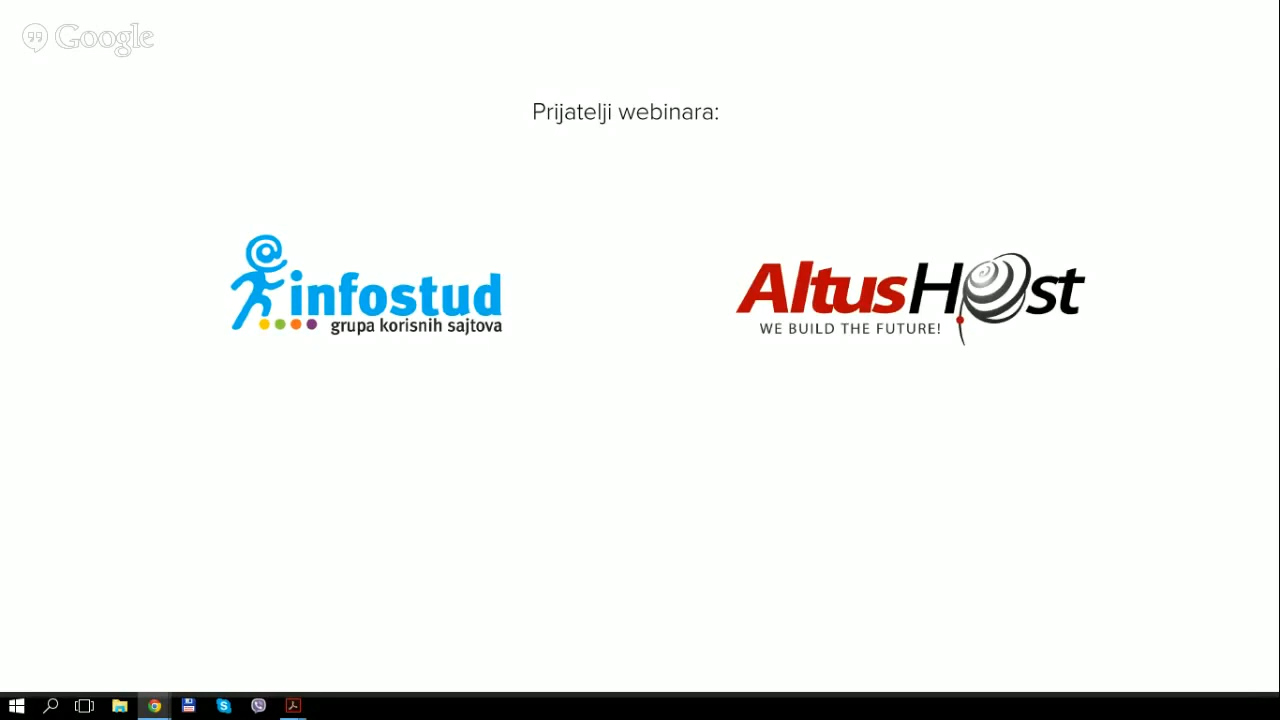 Google
Prijatelji webinara:
infostud
grupa korisnih sajtova
AltusHost
WE BUILD THE FUTURE!